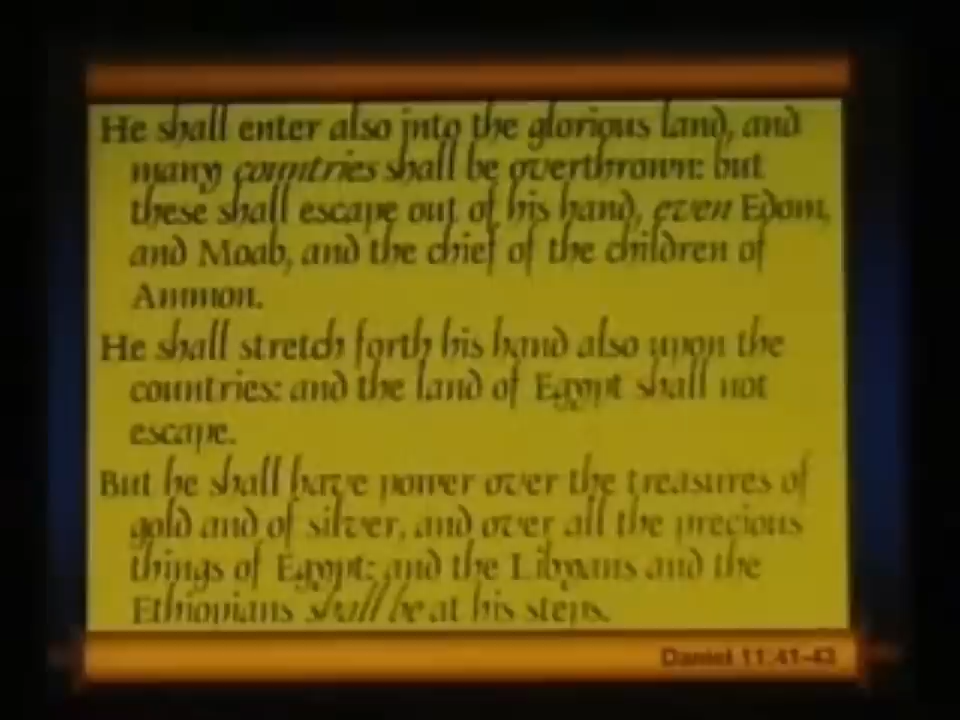 He shall enter also into the glorious land, and
many countries shall be overthrown: but
these shall escape out of his hand, even Edom,
and Moab, and the chief of the children of
Ammon.
He shall stretch forth his hand also upon the
countries: and the land of Egypt shall not
escape.
But he shall have power over the treasures of
gold and of silver, and over all the precious
things of Egypt: and the Libyans and the
Ethiopians shall be at his steps.
Daniel 11:41-43